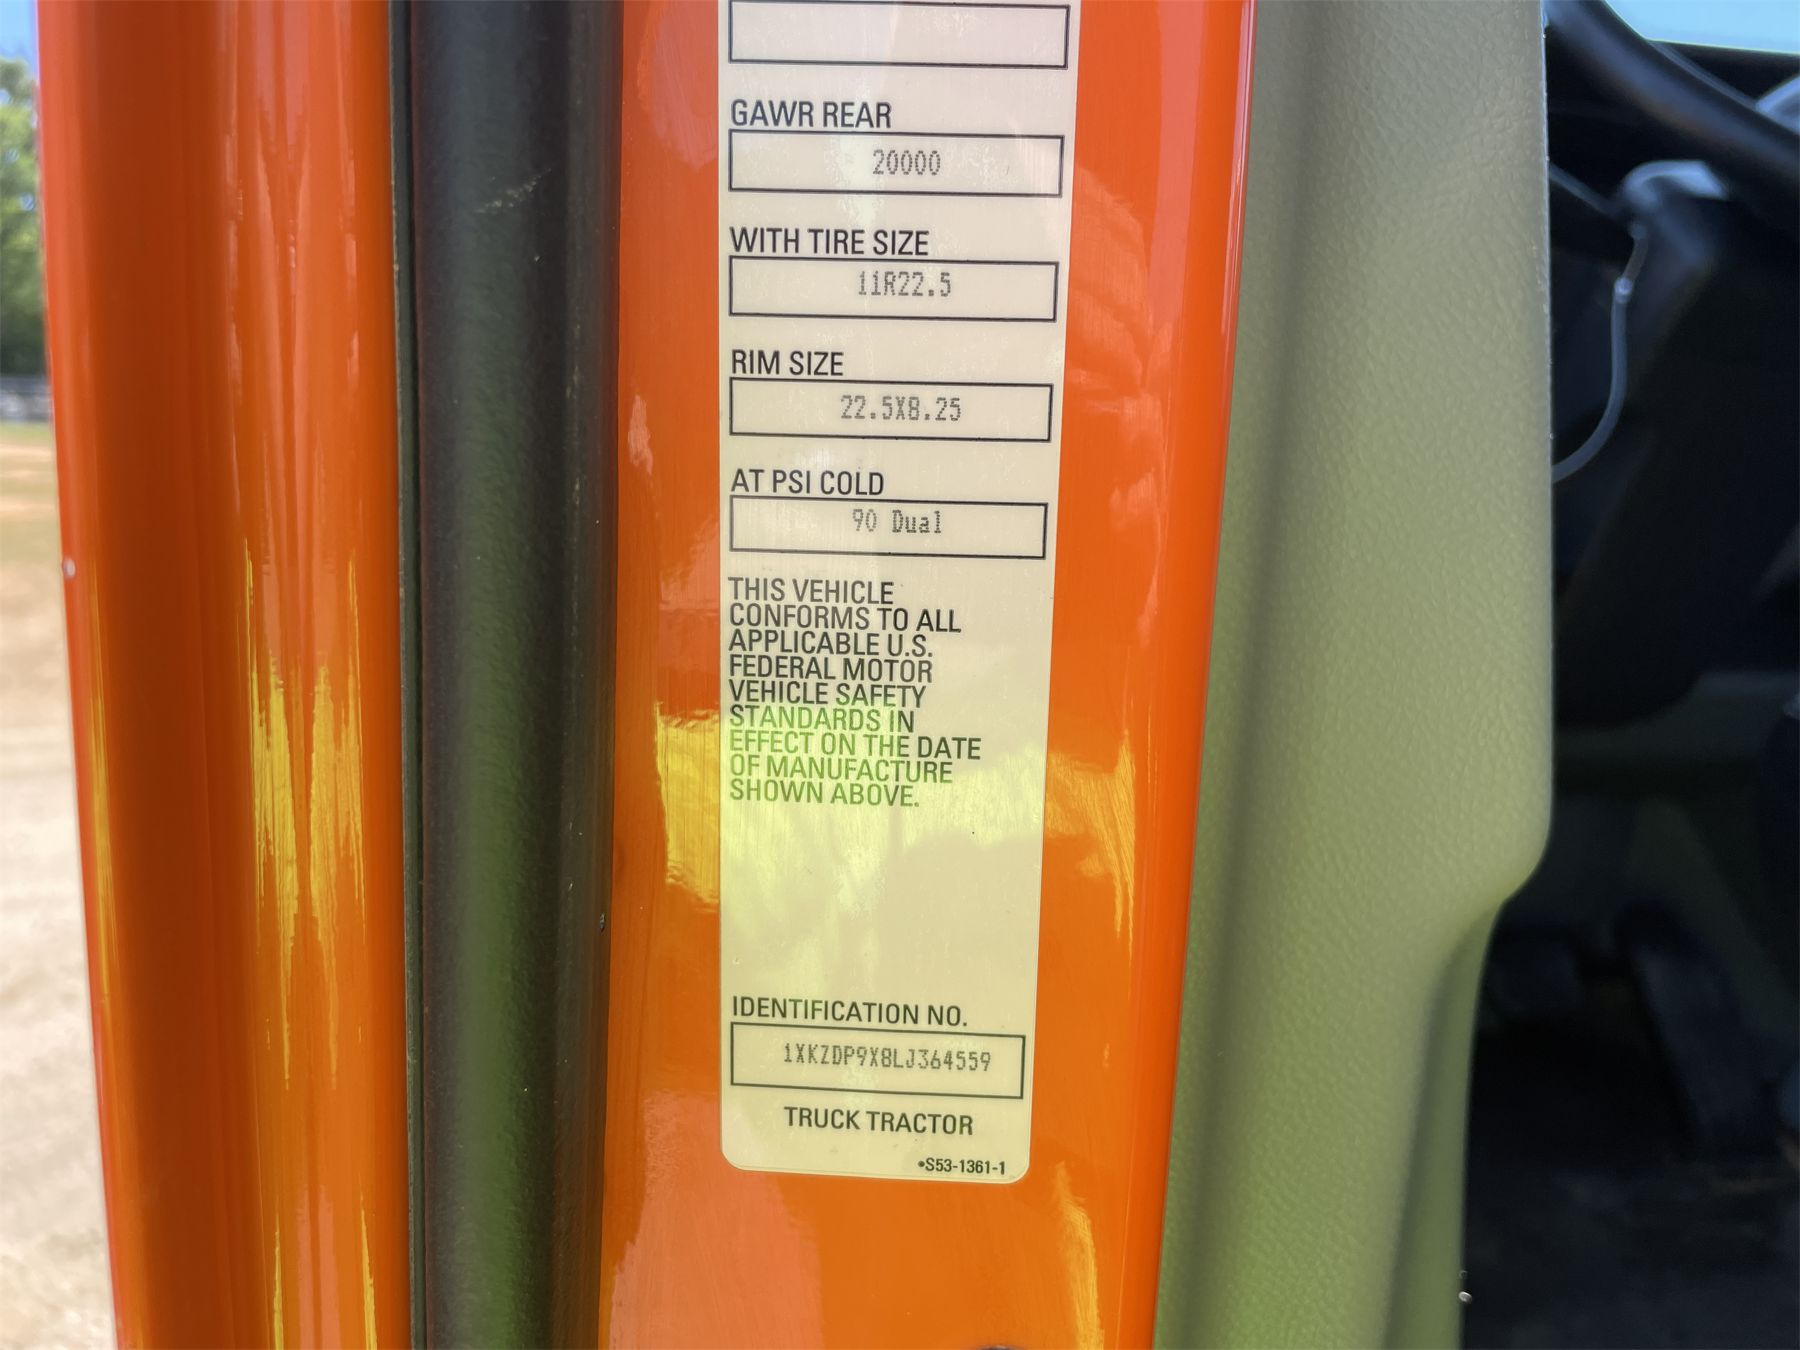 GAWR REAR
20000
WITH TIRE SIZE
11R22.5
RIM SIZE
22.5X8.25
AT PSI COLD
90 Dual
THIS VEHICLE
CONFORMS TO ALL
APPLICABLE U.S.
FEDERAL MOTOR
VEHICLE SAFETY
STANDARDS IN
EFFECT ON THE DATE
OF MANUFACTURE
SHOWN ABOVE.
IDENTIFICATION NO.
1XKZDP9X8LJ364559
TRUCK TRACTOR
•S53-1361-1